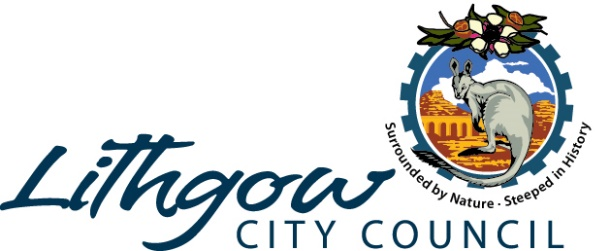 Surrounded by Nature · Steeped in History
Lithgow
CITY COUNCIL